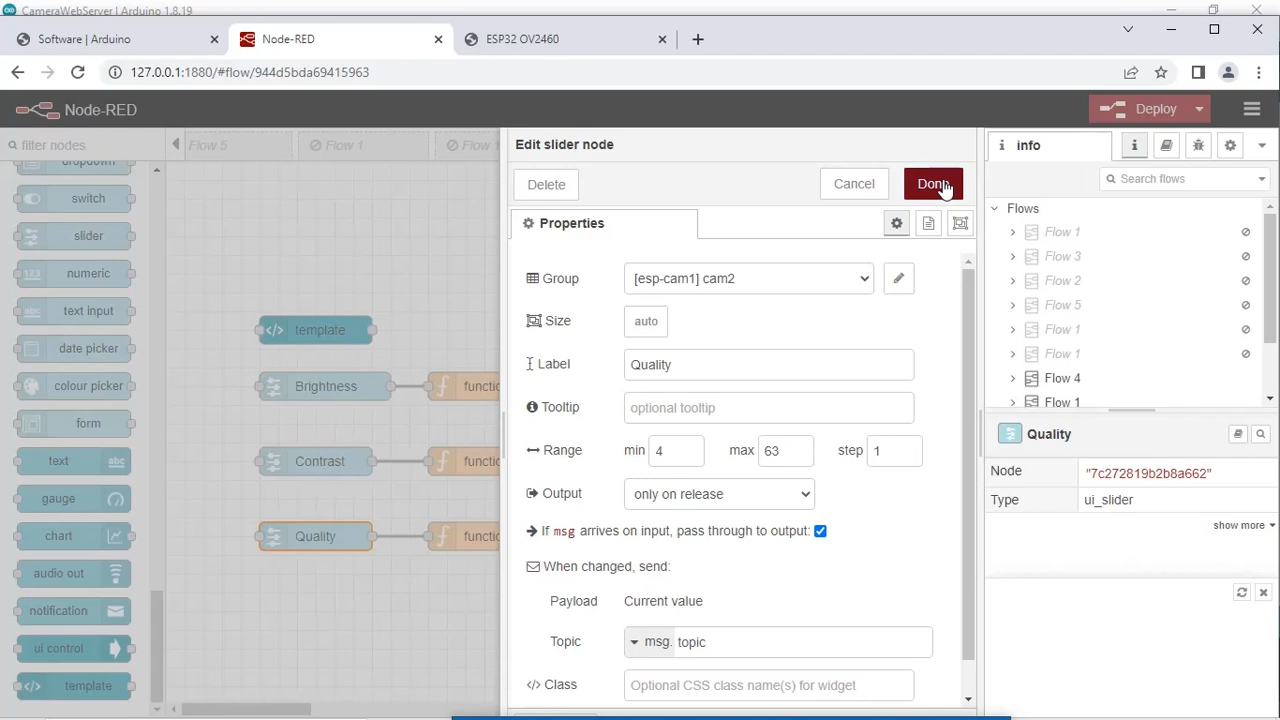 CameraWebServer | Arduino 1.8.19
Software | Arduino
Node-RED
ESP32 OV2460
127.0.0.1:1880/#flow/944d5bda69415963
Node-RED
Deploy
filter nodes
Flow 5
Flow 1
Flow 1
dropdown
switch
slider
numeric
text input
date picker
colour picker
form
text
gauge
chart
audio out
notification
ui control
template
template
Brightness
Contrast
Quality
Edit slider node
Delete
Cancel
Done
Properties
Group
[esp-cam1] cam2
Size
auto
Label
Quality
Tooltip
optional tooltip
Range
min 4 max 63 step 1
Output
only on release
If msg arrives on input, pass through to output:
When changed, send:
Payload
Current value
Topic
msg. topic
Class
Optional CSS class name(s) for widget
info
Search flows
Flows
Flow 1
Flow 3
Flow 2
Flow 5
Flow 1
Flow 1
Flow 4
Flow 1
Quality
Node
"7c272819b2b8a662"
Type
ui_slider
show more